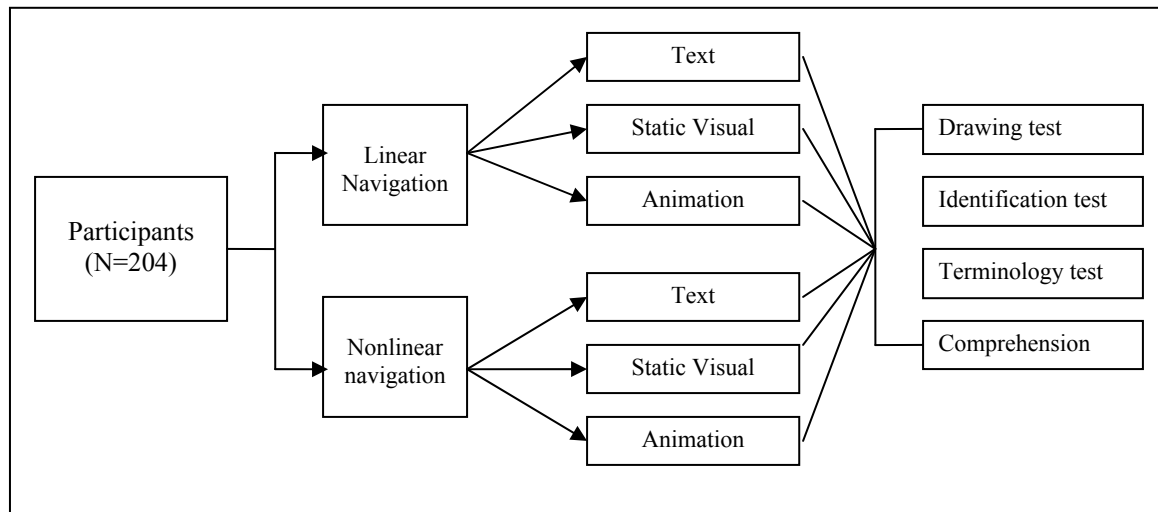 Participants
(N=204)
Linear
Navigation
Nonlinear
navigation
Text
Static Visual
Animation
Text
Static Visual
Animation
Drawing test
Identification test
Terminology test
Comprehension